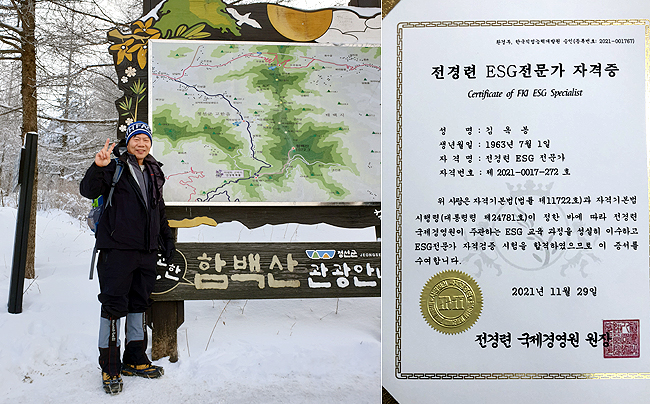 함백산
정선군
관광안
환경부, 한국직업능력개발원 승인(등록번호: 2021-001767)
전경련 ESG전문가 자격증
Certificate of FKI ESG Specialist
성 명 : 김 옥 봉
생년월일 : 1963년 7월 1일
자 격 명 : 전경련 ESG 전문가
자격번호 : 제 2021-0017-272 호
위 사람은 자격기본법(법률 제11722호)과 자격기본법
시행령(대통령령 제24781호)이 정한 바에 따라 전경련
국제경영원이 주관하는 ESG 교육 과정을 성실히 이수하고
ESG전문가 자격검증 시험을 합격하였으므로 이 증서를
수여합니다.
2021년 11월 29일
전경련 국제경영원 원장